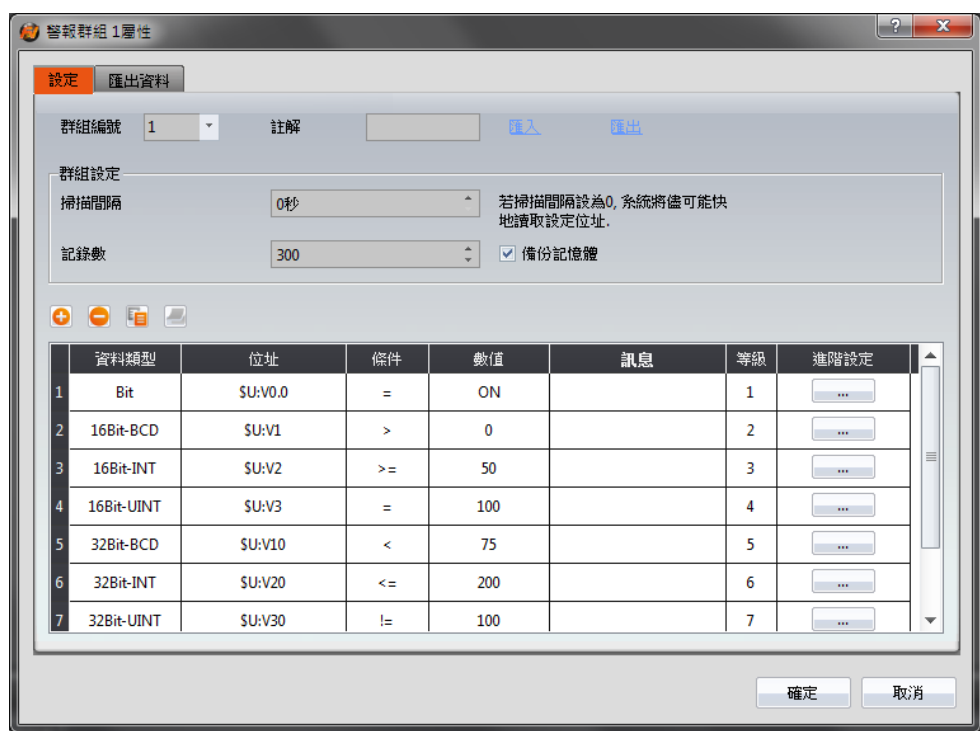 警報群組 1屬性
設定 匯出資料
群組編號 1 註解 匯入 匯出
群組設定
掃描間隔 0秒 若掃描間隔設為0, 系統將儘可能快
地讀取設定位址.
記錄數 300 備份記憶體
資料類型 位址 條件 數值 訊息 等級 進階設定
1 Bit $U:V0.0 = ON 1 ...
2 16Bit-BCD $U:V1 > 0 2 ...
3 16Bit-INT $U:V2 >= 50 3 ...
4 16Bit-UINT $U:V3 = 100 4 ...
5 32Bit-BCD $U:V10 < 75 5 ...
6 32Bit-INT $U:V20 <= 200 6 ...
7 32Bit-UINT $U:V30 != 100 7 ...
確定 取消